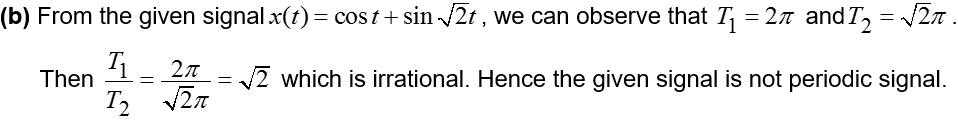 (b) From the given signal x(t) = cos t + sin √2t , we can observe that T₁ = 2π and T₂ = √2π .
Then T₁/T₂ = 2π/√2π = √2 which is irrational. Hence the given signal is not periodic signal.